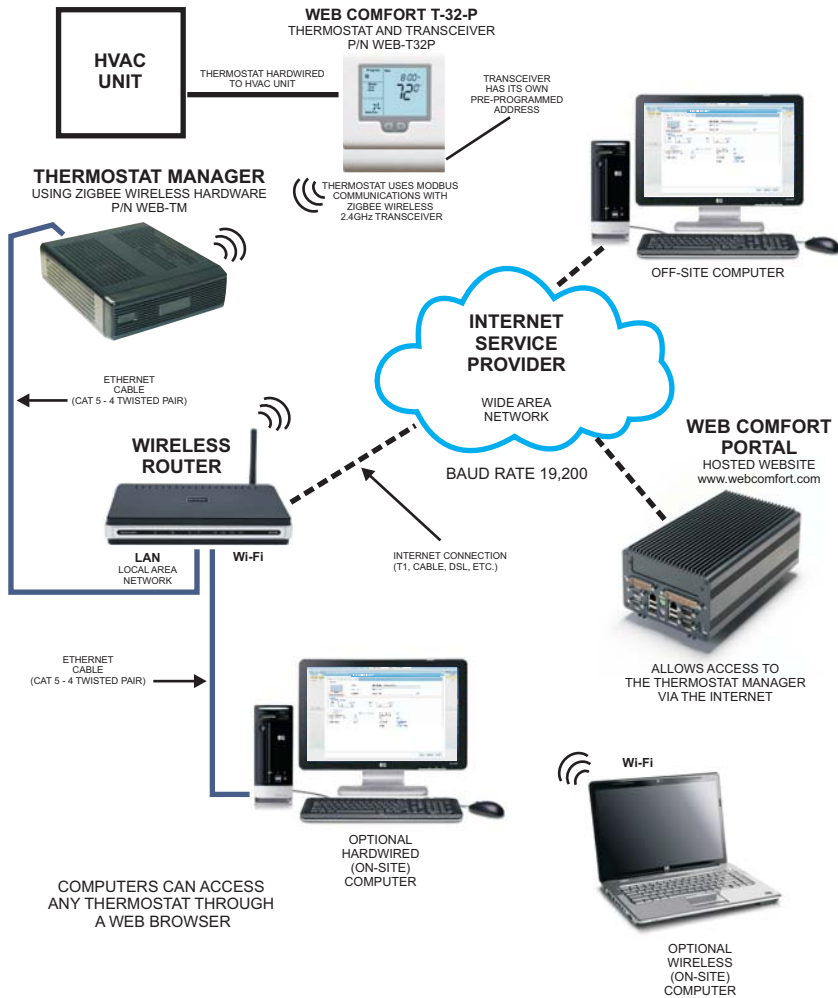 WEB COMFORT T-32-P
THERMOSTAT AND TRANSCEIVER
P/N WEB-T32P
HVAC
UNIT
THERMOSTAT HARDWIRED
TO HVAC UNIT
8:00
72°
TRANSCEIVER
HAS ITS OWN
PRE-PROGRAMMED
ADDRESS
THERMOSTAT MANAGER
USING ZIGBEE WIRELESS HARDWARE
P/N WEB-TM
THERMOSTAT USES MODBUS
COMMUNICATIONS WITH
ZIGBEE WIRELESS
2.4GHz TRANSCEIVER
OFF-SITE COMPUTER
INTERNET
SERVICE
PROVIDER
WIDE AREA
NETWORK
ETHERNET
CABLE
(CAT 5 - 4 TWISTED PAIR)
WIRELESS
ROUTER
BAUD RATE 19,200
WEB COMFORT
PORTAL
HOSTED WEBSITE
www.webcomfort.com
LAN
LOCAL AREA
NETWORK
Wi-Fi
INTERNET CONNECTION
(T1, CABLE, DSL, ETC.)
ETHERNET
CABLE
(CAT 5 - 4 TWISTED PAIR)
ALLOWS ACCESS TO
THE THERMOSTAT MANAGER
VIA THE INTERNET
Wi-Fi
OPTIONAL
HARDWIRED
(ON-SITE)
COMPUTER
COMPUTERS CAN ACCESS
ANY THERMOSTAT THROUGH
A WEB BROWSER
OPTIONAL
WIRELESS
(ON-SITE)
COMPUTER